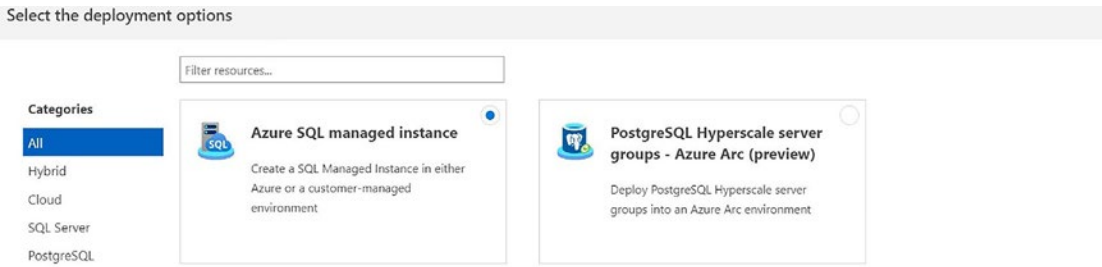 Select the deployment options
Filter resources...
Categories
All
Hybrid
Cloud
SQL Server
PostgreSQL
SQL
Azure SQL managed instance
Create a SQL Managed Instance in either
Azure or a customer-managed
environment
PostgreSQL Hyperscale server
groups - Azure Arc (preview)
Deploy PostgreSQL Hyperscale server
groups into an Azure Arc environment